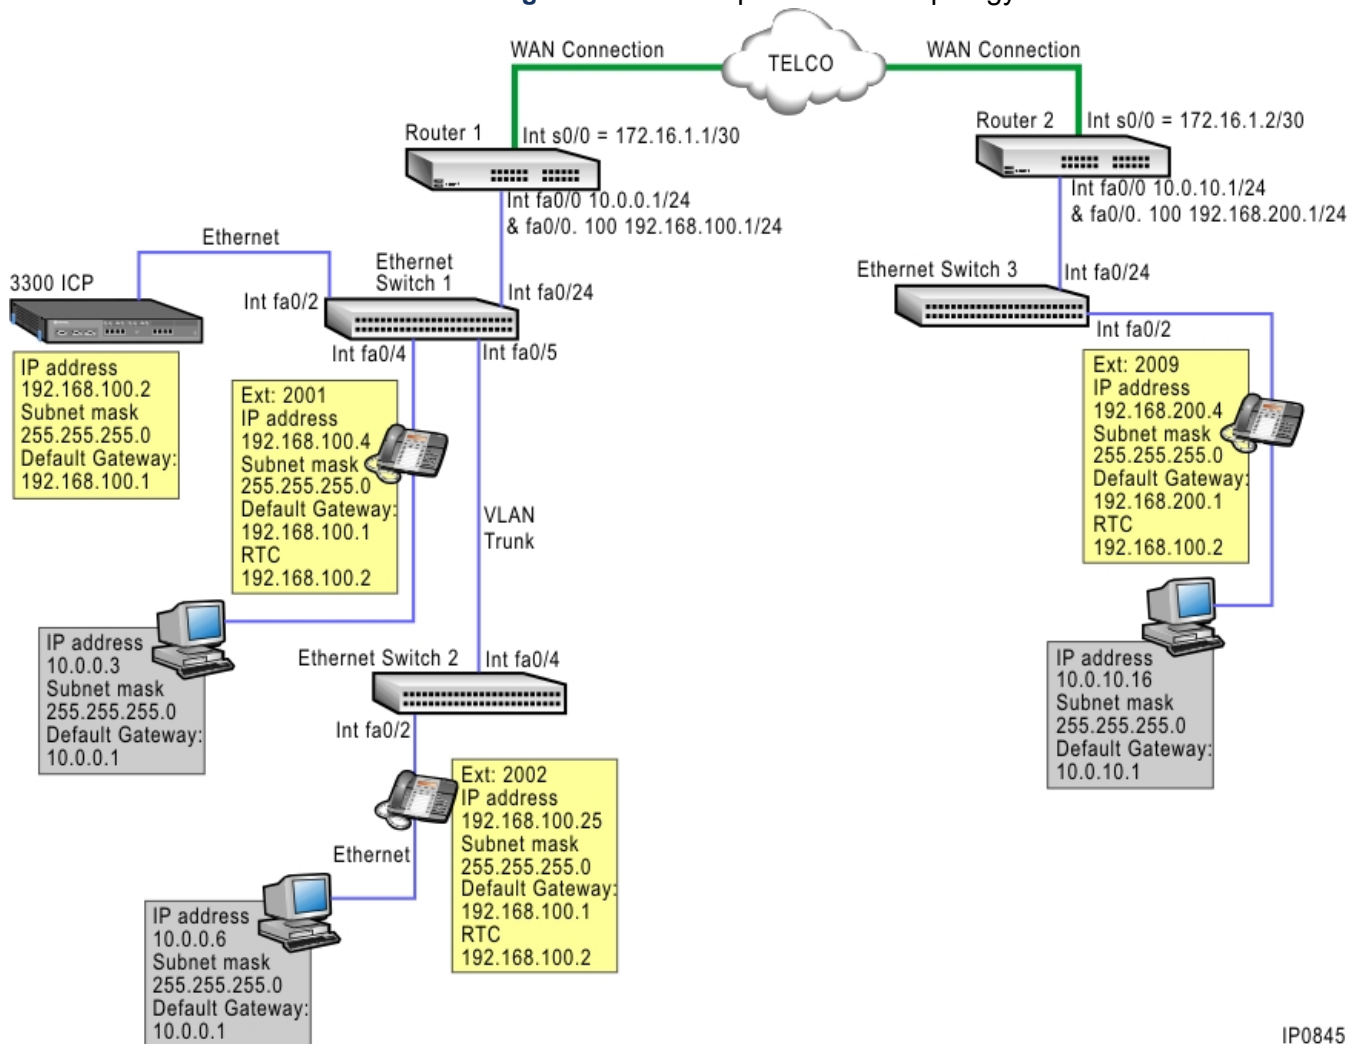 WAN Connection
TELCO
WAN Connection
Router 1
Int s0/0 = 172.16.1.1/30
Router 2
Int s0/0 = 172.16.1.2/30
Int fa0/0 10.0.0.1/24
& fa0/0. 100 192.168.100.1/24
Int fa0/0 10.0.10.1/24
& fa0/0. 100 192.168.200.1/24
Ethernet
3300 ICP
Ethernet
Switch 1
Int fa0/2
Int fa0/24
Ethernet Switch 3
Int fa0/24
Int fa0/4
Int fa0/5
Int fa0/2
IP address
192.168.100.2
Subnet mask
255.255.255.0
Default Gateway:
192.168.100.1
Ext: 2001
IP address
192.168.100.4
Subnet mask
255.255.255.0
Default Gateway:
192.168.100.1
RTC
192.168.100.2
VLAN
Trunk
Ext: 2009
IP address
192.168.200.4
Subnet mask
255.255.255.0
Default Gateway:
192.168.200.1
RTC
192.168.100.2
IP address
10.0.0.3
Subnet mask
255.255.255.0
Default Gateway:
10.0.0.1
Ethernet Switch 2
Int fa0/4
Int fa0/2
IP address
10.0.10.16
Subnet mask
255.255.255.0
Default Gateway:
10.0.10.1
Ext: 2002
IP address
192.168.100.25
Subnet mask
255.255.255.0
Default Gateway:
192.168.100.1
RTC
192.168.100.2
Ethernet
IP address
10.0.0.6
Subnet mask
255.255.255.0
Default Gateway:
10.0.0.1
IP0845